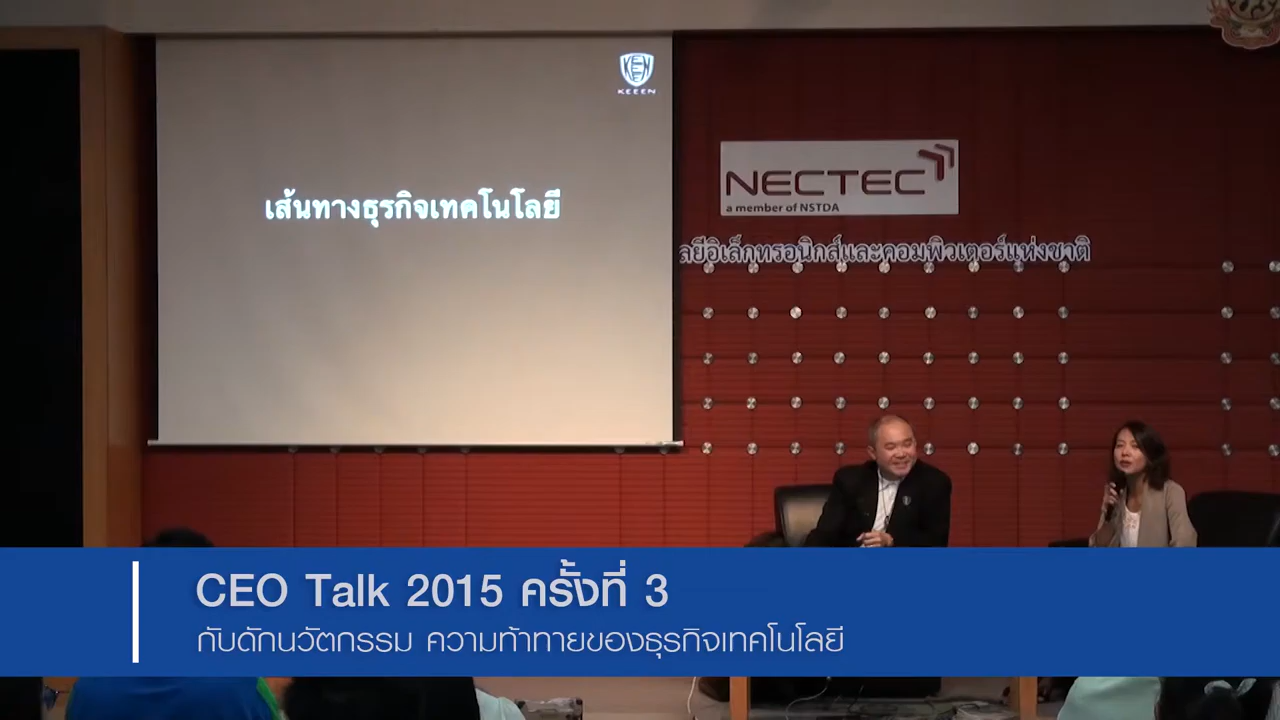 KEEEN
KEEEN
เส้นทางธุรกิจเทคโนโลยี
NECTEC
a member of NSTDA
ลยีอิเล็กทรอนิกส์และคอมพิวเตอร์แห่งชาติ
CEO Talk 2015 ครั้งที่ 3
กับดักนวัตกรรม ความท้าทายของธุรกิจเทคโนโลยี